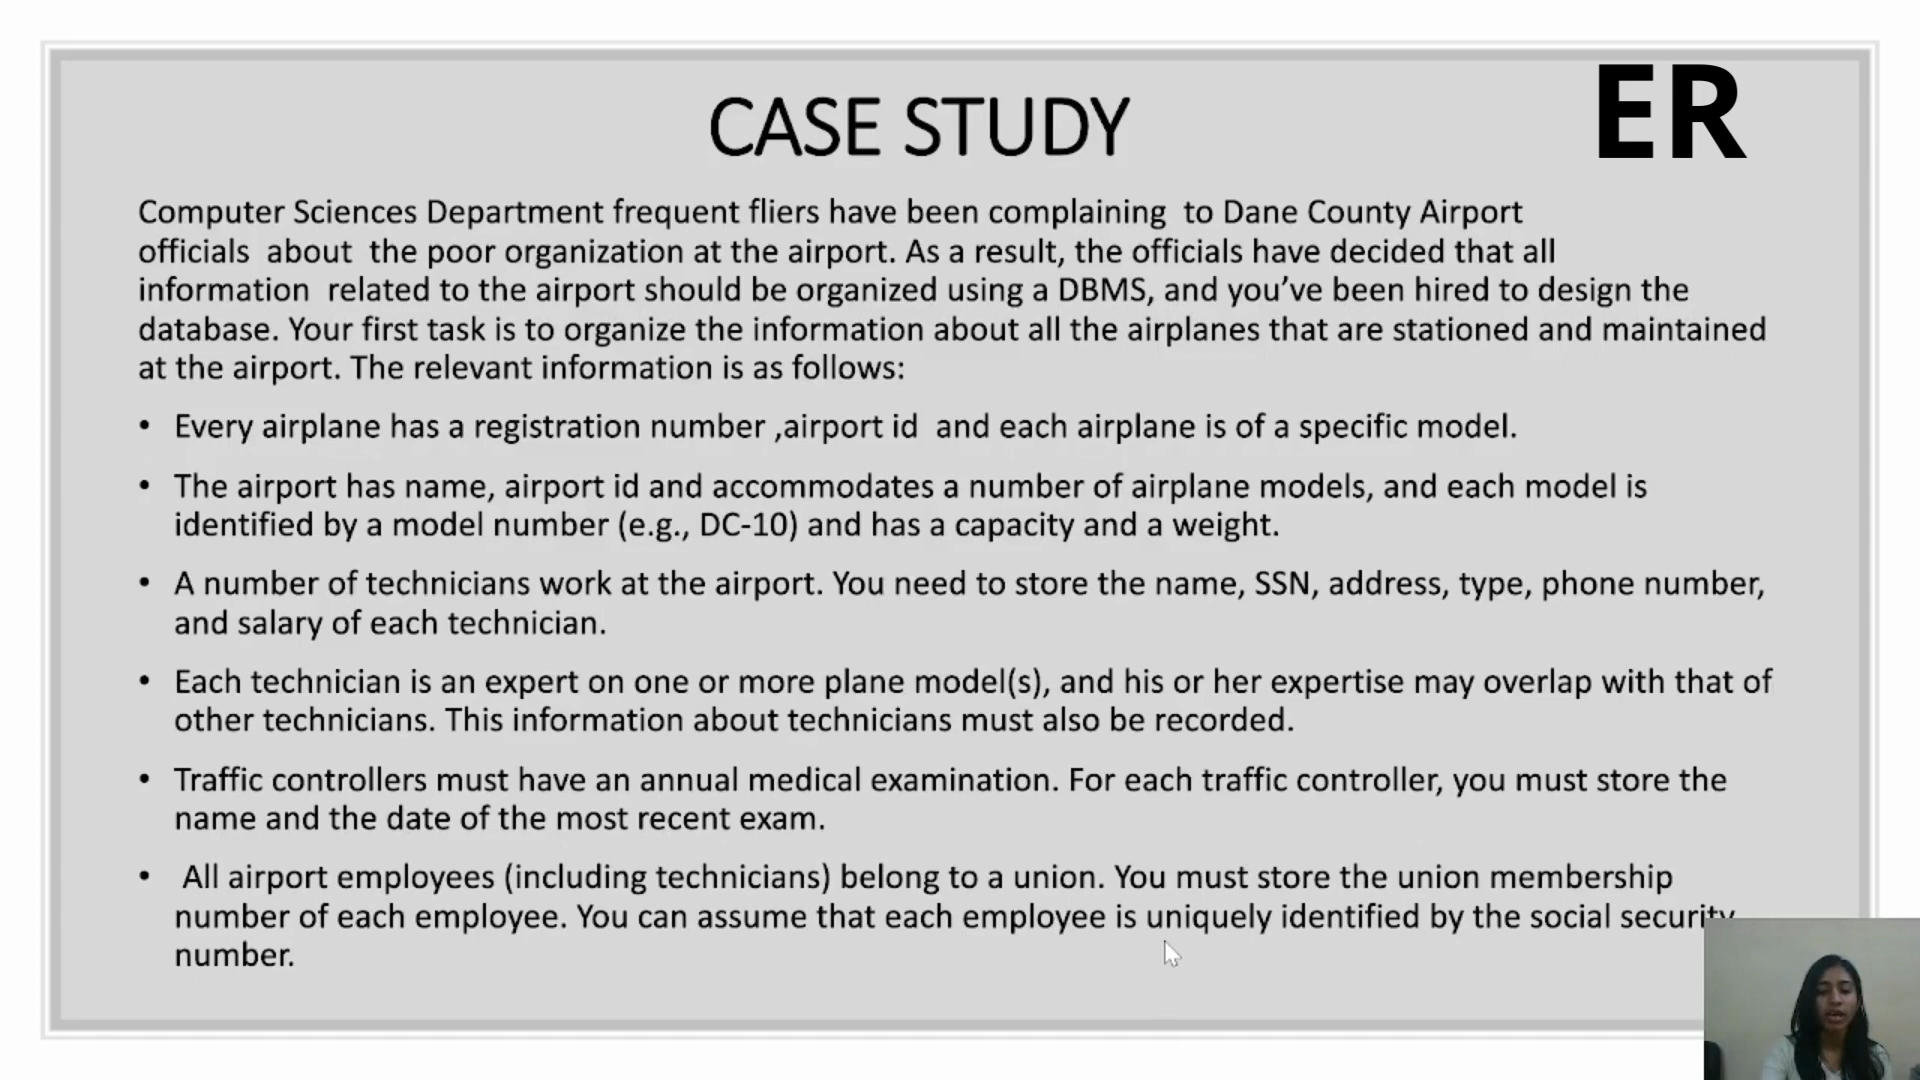 CASE STUDY
ER
Computer Sciences Department frequent fliers have been complaining  to Dane County Airport
officials  about  the poor organization at the airport. As a result, the officials have decided that all
information  related to the airport should be organized using a DBMS, and you’ve been hired to design the
database. Your first task is to organize the information about all the airplanes that are stationed and maintained
at the airport. The relevant information is as follows:
• Every airplane has a registration number ,airport id  and each airplane is of a specific model.
• The airport has name, airport id and accommodates a number of airplane models, and each model is
identified by a model number (e.g., DC-10) and has a capacity and a weight.
• A number of technicians work at the airport. You need to store the name, SSN, address, type, phone number,
and salary of each technician.
• Each technician is an expert on one or more plane model(s), and his or her expertise may overlap with that of
other technicians. This information about technicians must also be recorded.
• Traffic controllers must have an annual medical examination. For each traffic controller, you must store the
name and the date of the most recent exam.
• All airport employees (including technicians) belong to a union. You must store the union membership
number of each employee. You can assume that each employee is uniquely identified by the social security
number.